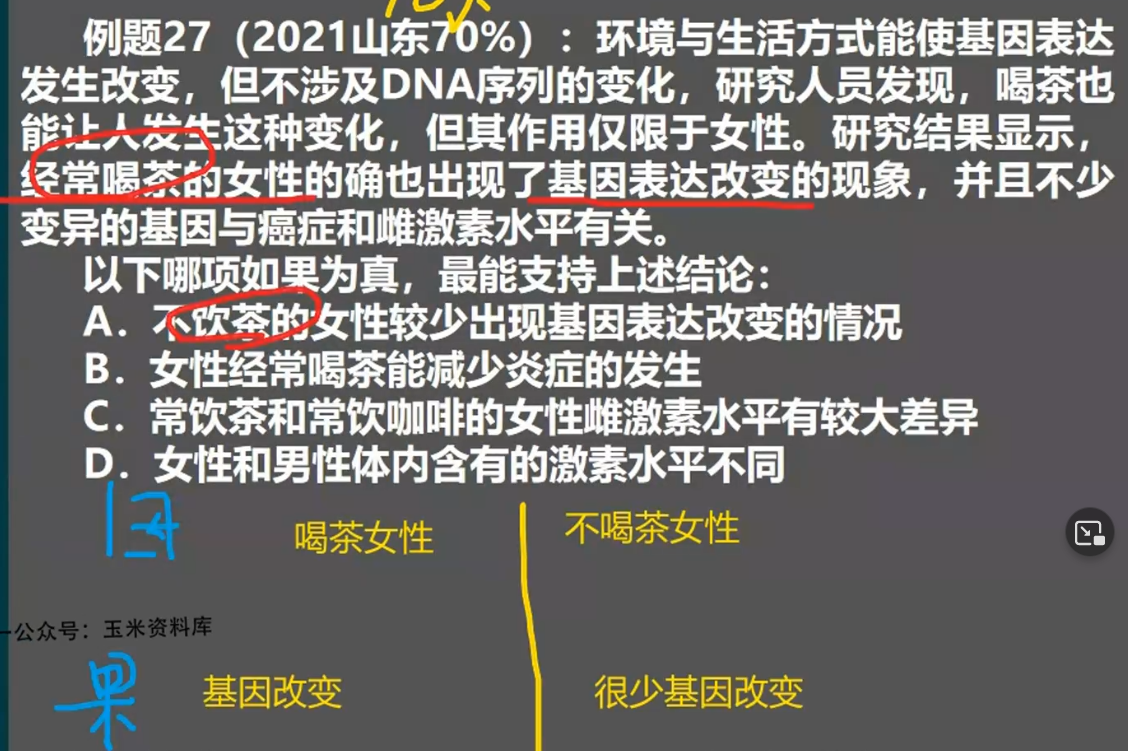 例题27（2021山东70%）：环境与生活方式能使基因表达
发生改变，但不涉及DNA序列的变化，研究人员发现，喝茶也
能让人发生这种变化，但其作用仅限于女性。研究结果显示，
经常喝茶的女性的确也出现了基因表达改变的现象，并且不少
变异的基因与癌症和雌激素水平有关。
以下哪项如果为真，最能支持上述结论：
A．不饮茶的女性较少出现基因表达改变的情况
B．女性经常喝茶能减少炎症的发生
C．常饮茶和常饮咖啡的女性雌激素水平有较大差异
D．女性和男性体内含有的激素水平不同
喝茶女性 不喝茶女性
公众号：玉米资料库
果 基因改变 很少基因改变